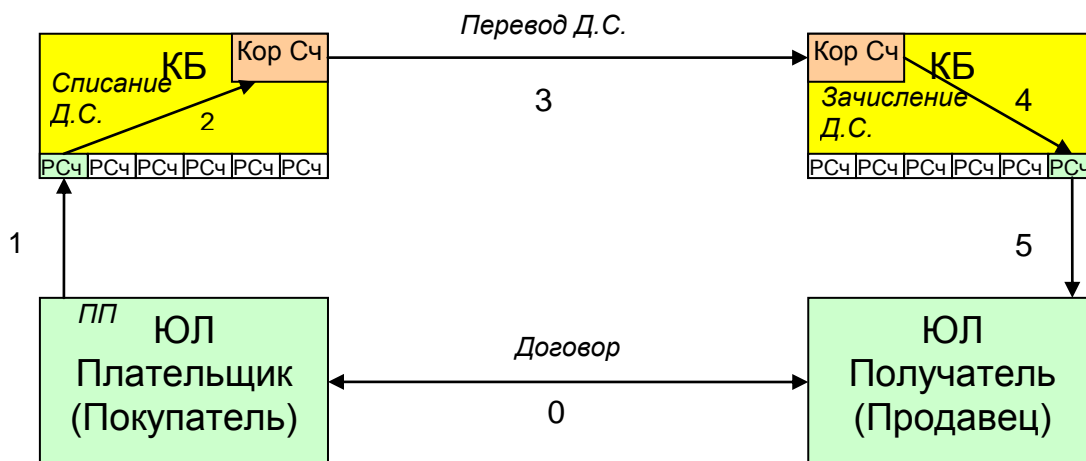 Перевод Д.С.
Кор Сч
КБ
Списание
Д.С.
2
3
Кор Сч
КБ
4
Зачисление
Д.С.
РСч РСч РСч РСч РСч РСч
РСч РСч РСч РСч РСч РСч
1
5
ПП
ЮЛ
Плательщик
(Покупатель)
Договор
0
ЮЛ
Получатель
(Продавец)